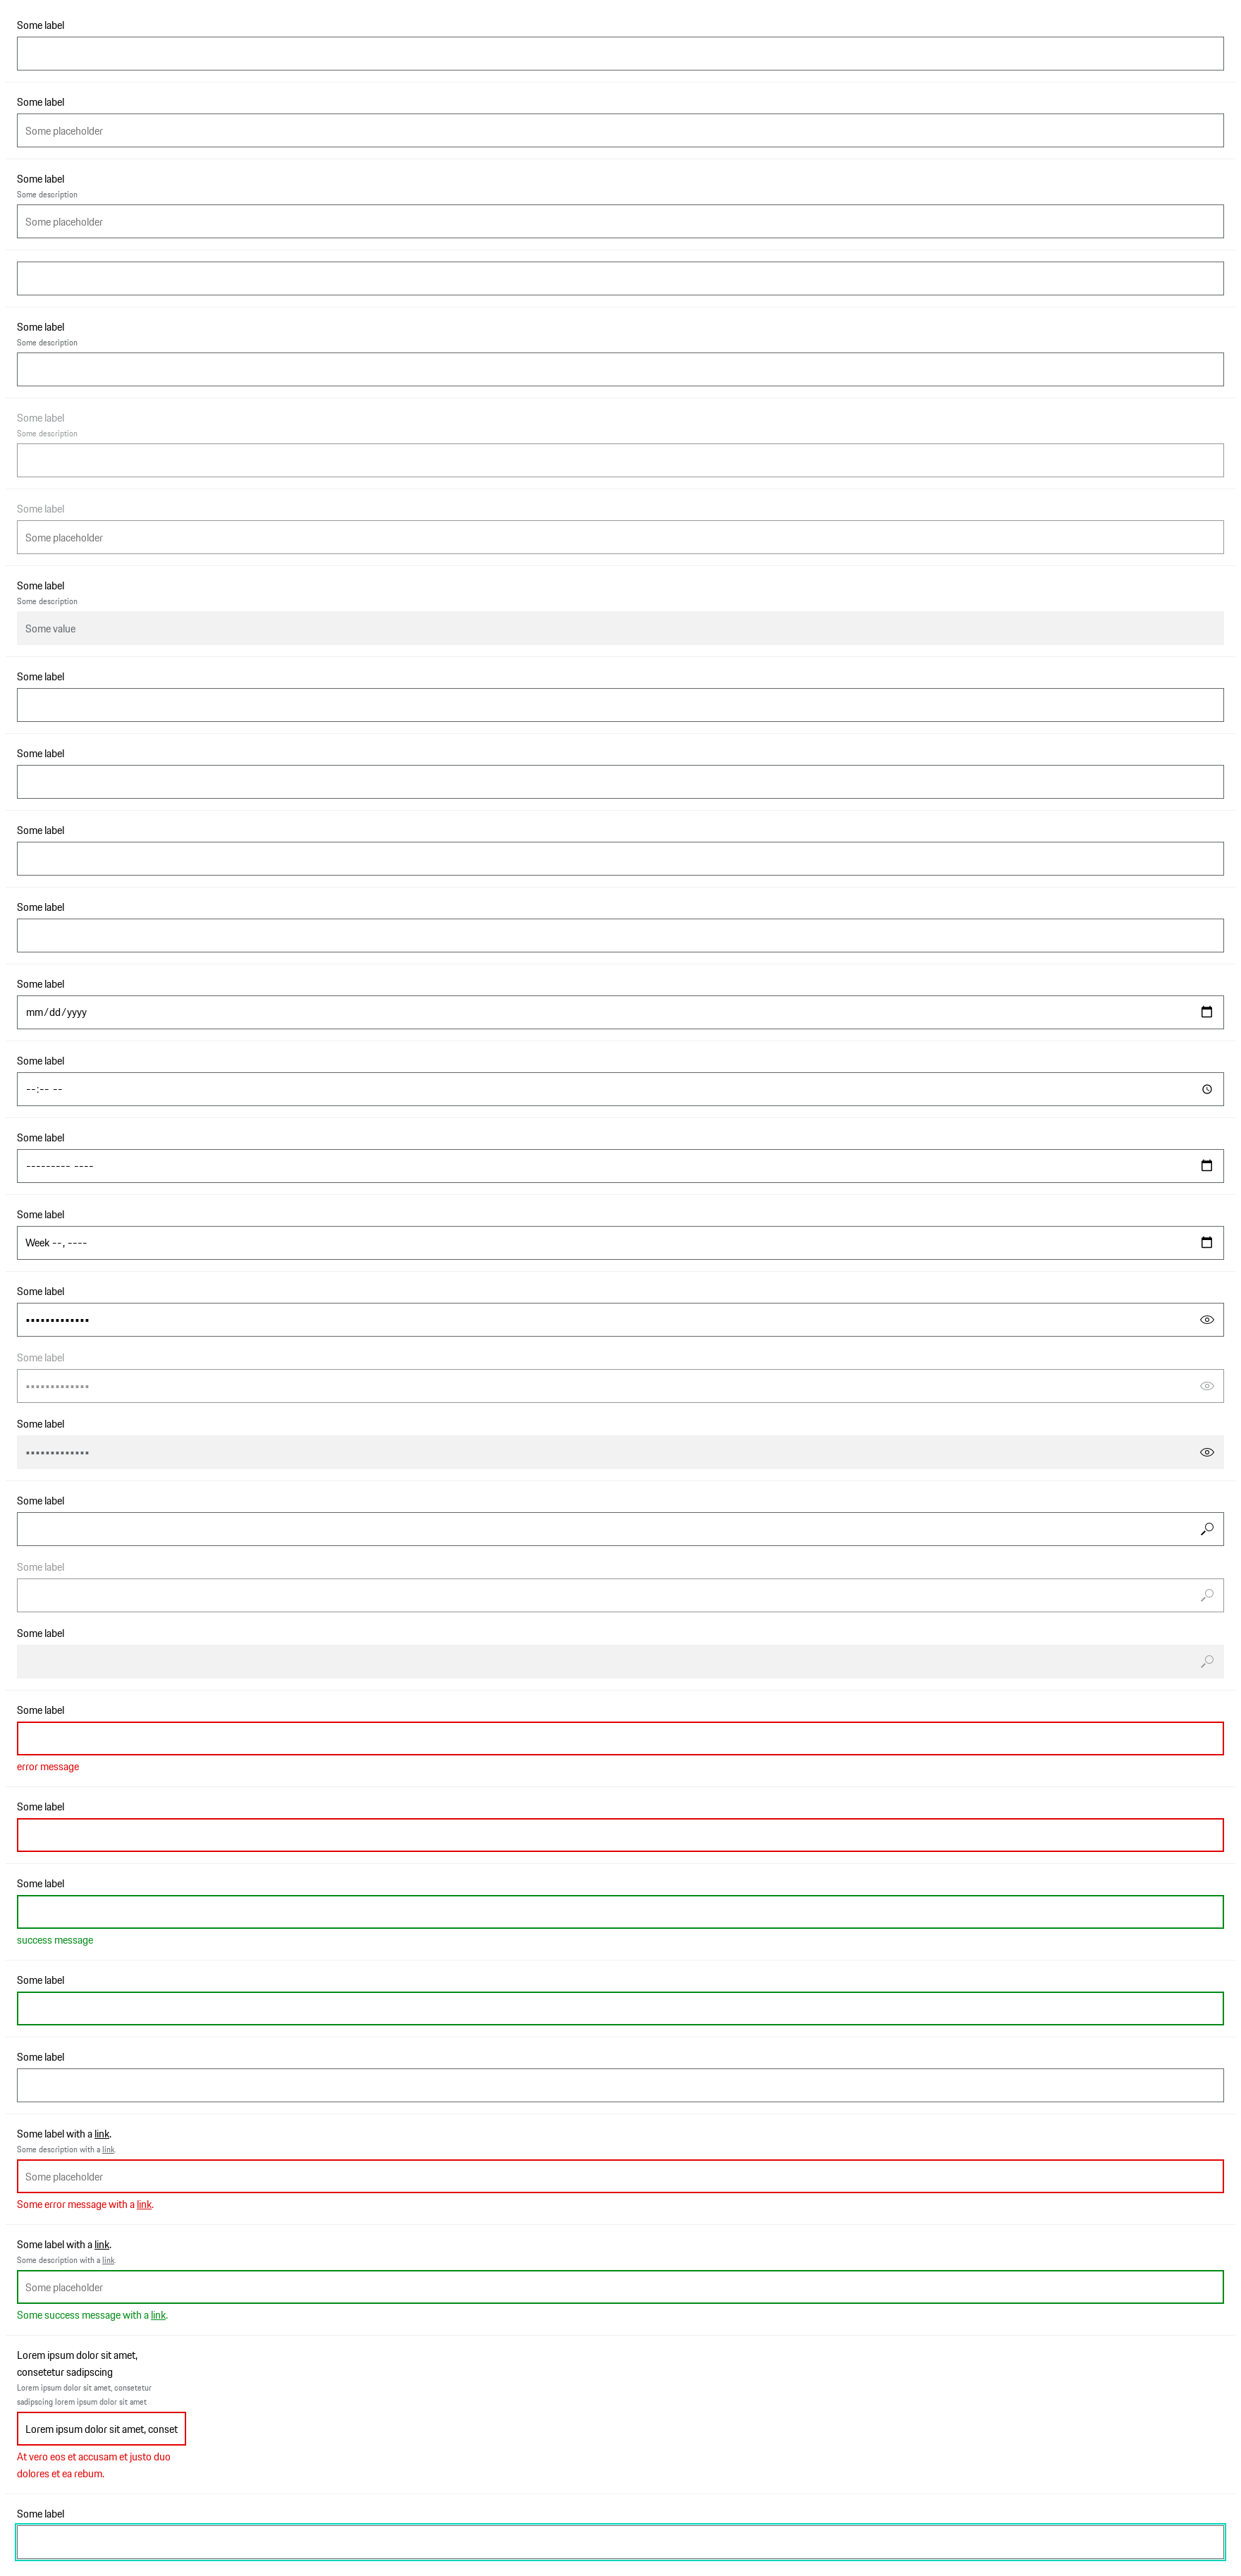 Some label
Some label
Some placeholder
Some label
Some description
Some placeholder
Some label
Some description
Some label
Some description
Some label
Some placeholder
Some label
Some description
Some value
Some label
Some label
Some label
Some label
Some label
mm/dd/yyyy
Some label
--:-- --
Some label
--------- ----
Some label
Week --, ----
Some label
•••••••••••••
Some label
•••••••••••••
Some label
•••••••••••••
Some label
Some label
Some label
Some label
error message
Some label
Some label
success message
Some label
Some label
Some label with a link.
Some description with a link.
Some placeholder
Some error message with a link.
Some label with a link.
Some description with a link.
Some placeholder
Some success message with a link.
Lorem ipsum dolor sit amet,
consetetur sadipscing
Lorem ipsum dolor sit amet, consetetur
sadipscing lorem ipsum dolor sit amet
Lorem ipsum dolor sit amet, conset
At vero eos et accusam et justo duo
dolores et ea rebum.
Some label